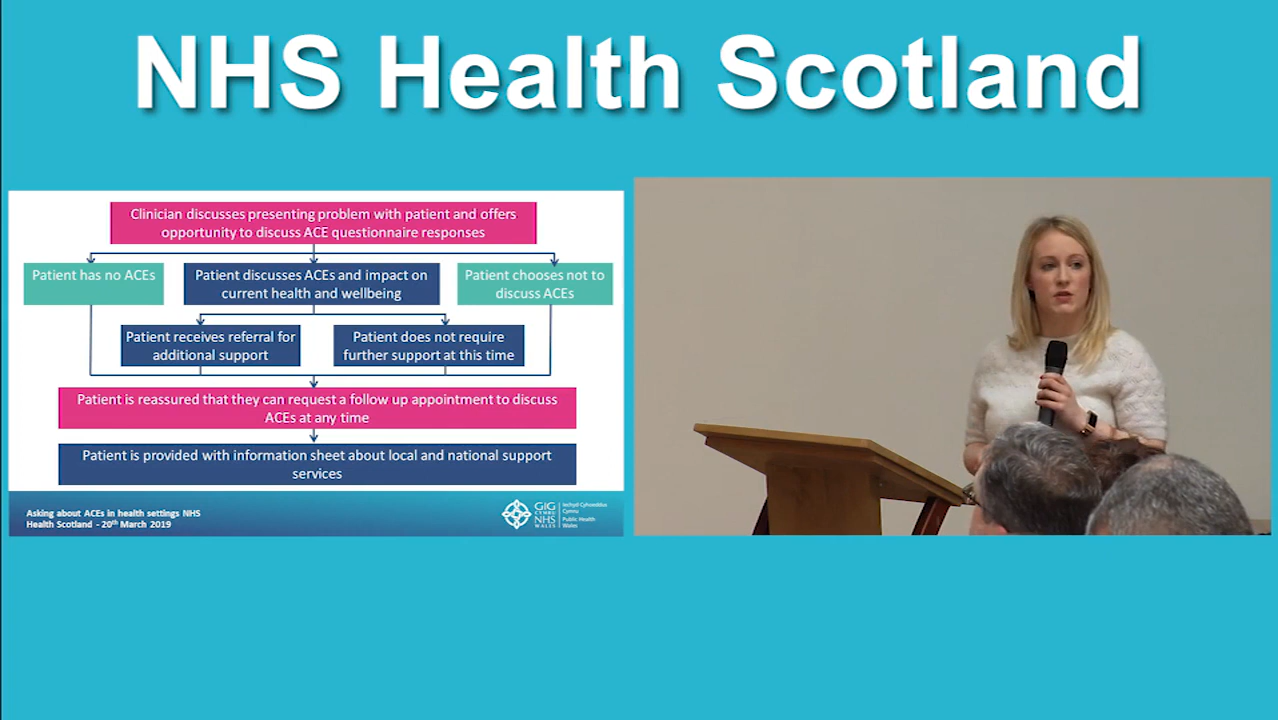 NHS Health Scotland
Clinician discusses presenting problem with patient and offers
opportunity to discuss ACE questionnaire responses
Patient has no ACEs
Patient discusses ACEs and impact on
current health and wellbeing
Patient chooses not to
discuss ACEs
Patient receives referral for
additional support
Patient does not require
further support at this time
Patient is reassured that they can request a follow up appointment to discuss
ACEs at any time
Patient is provided with information sheet about local and national support
services
Asking about ACEs in health settings NHS
Health Scotland - 20th March 2019
GIG
CYMRU
NHS
WALES
Iechyd Cyhoeddus
Cymru
Public Health
Wales